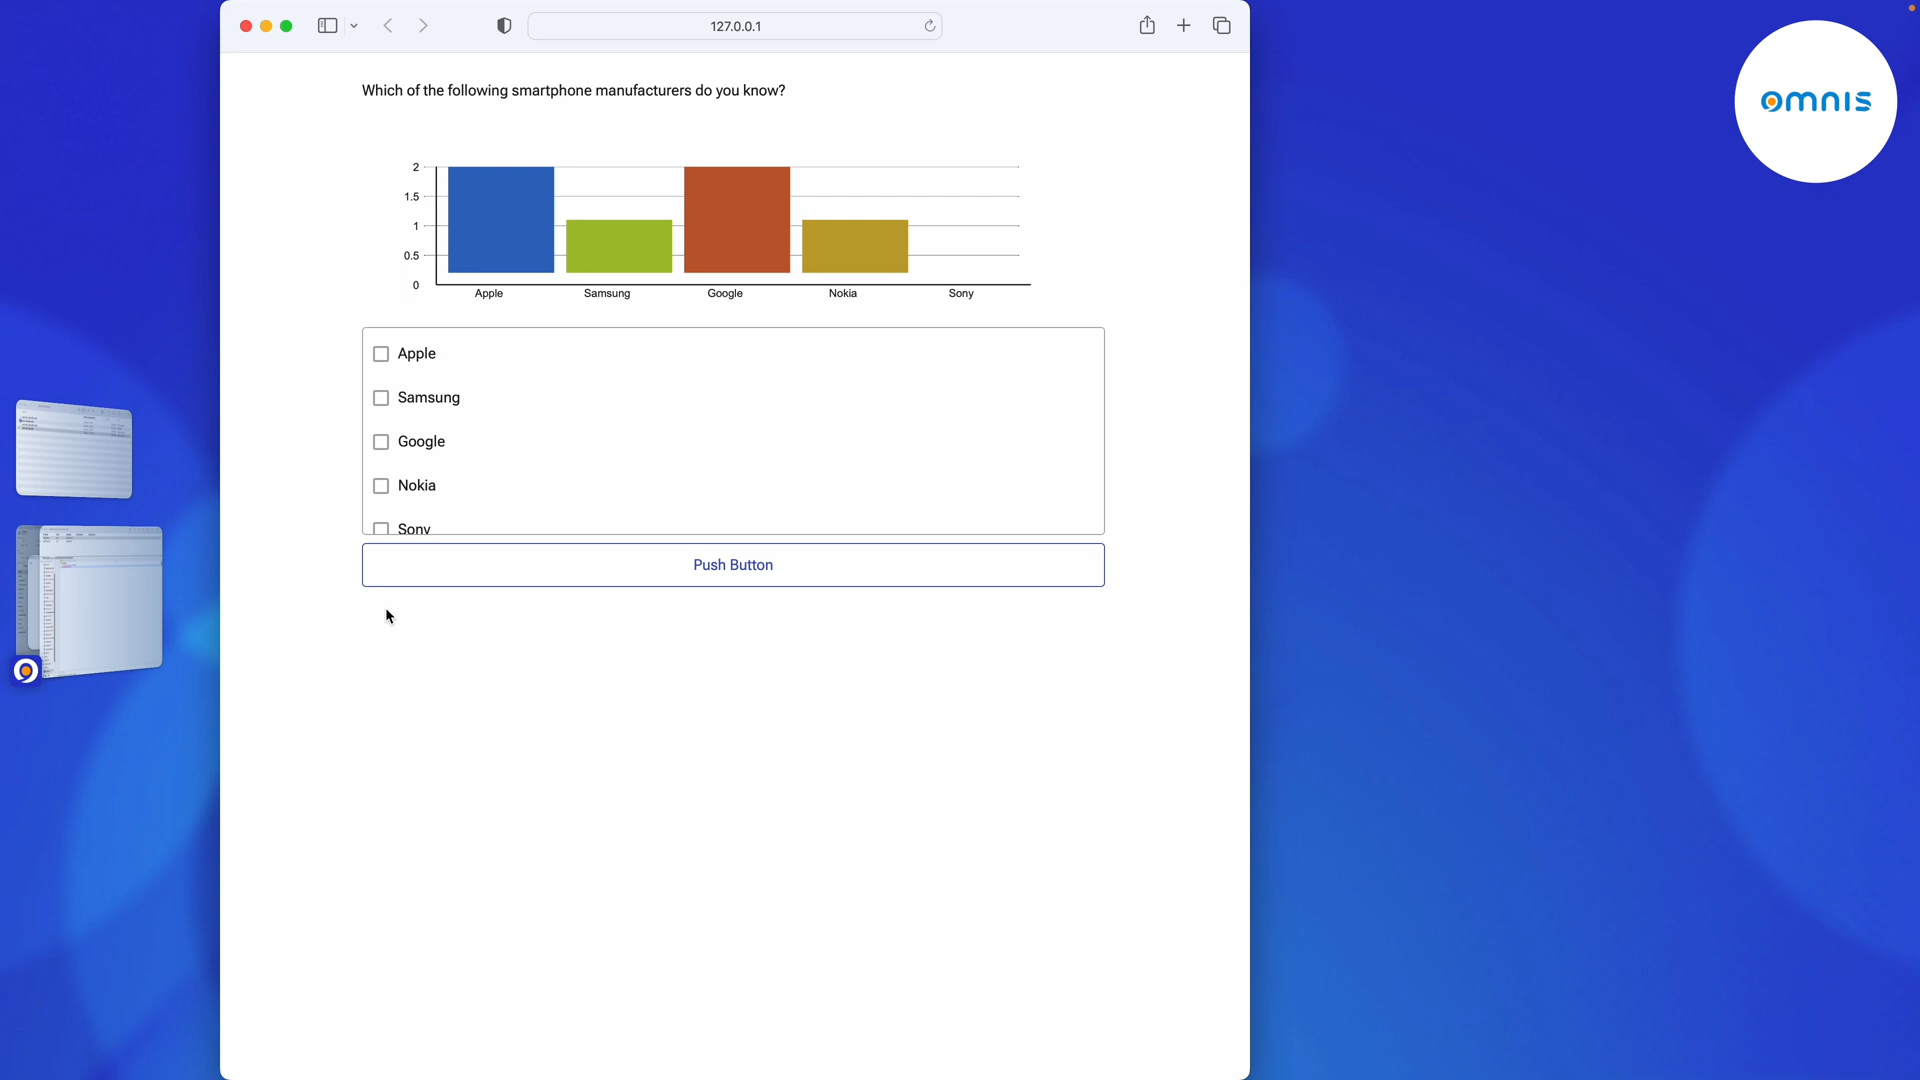 127.0.0.1
omnis
Which of the following smartphone manufacturers do you know?
2
1.5
1
0.5
0
Apple Samsung Google Nokia Sony
Apple
Samsung
Google
Nokia
Sony
Push Button